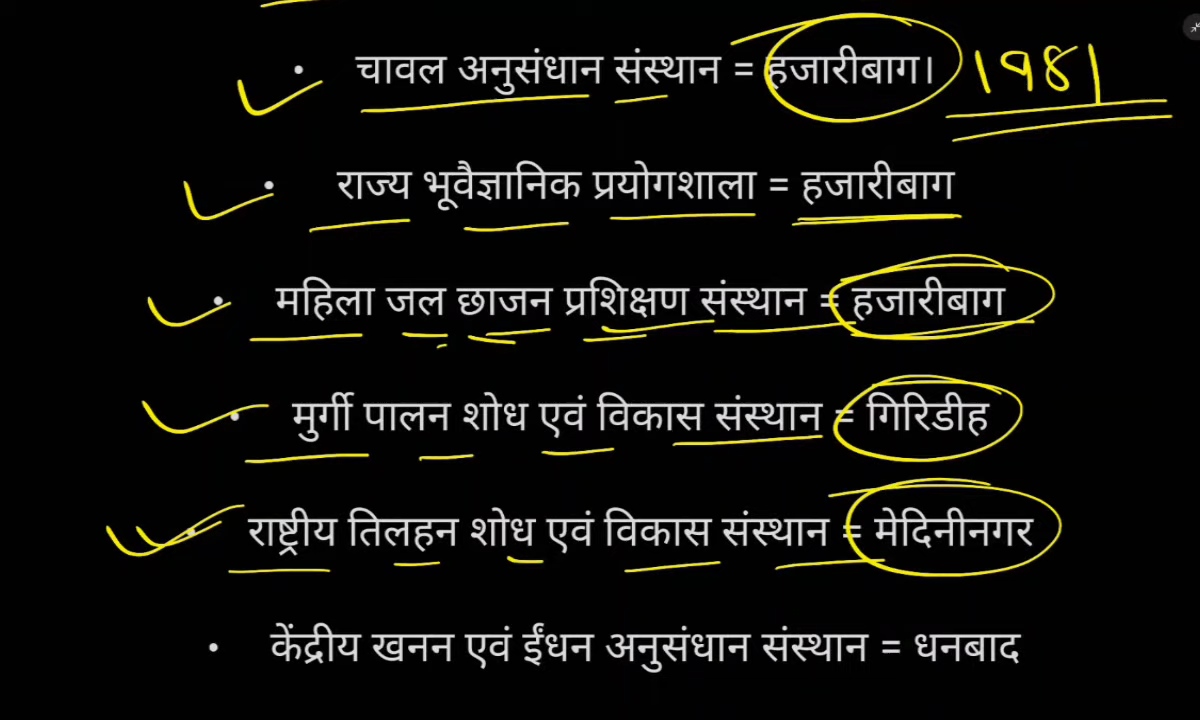 • चावल अनुसंधान संस्थान = हजारीबाग। 1981
• राज्य भूवैज्ञानिक प्रयोगशाला = हजारीबाग
• महिला जल छाजन प्रशिक्षण संस्थान = हजारीबाग
• मुर्गी पालन शोध एवं विकास संस्थान = गिरिडीह
• राष्ट्रीय तिलहन शोध एवं विकास संस्थान = मेदिनीनगर
• केंद्रीय खनन एवं ईंधन अनुसंधान संस्थान = धनबाद